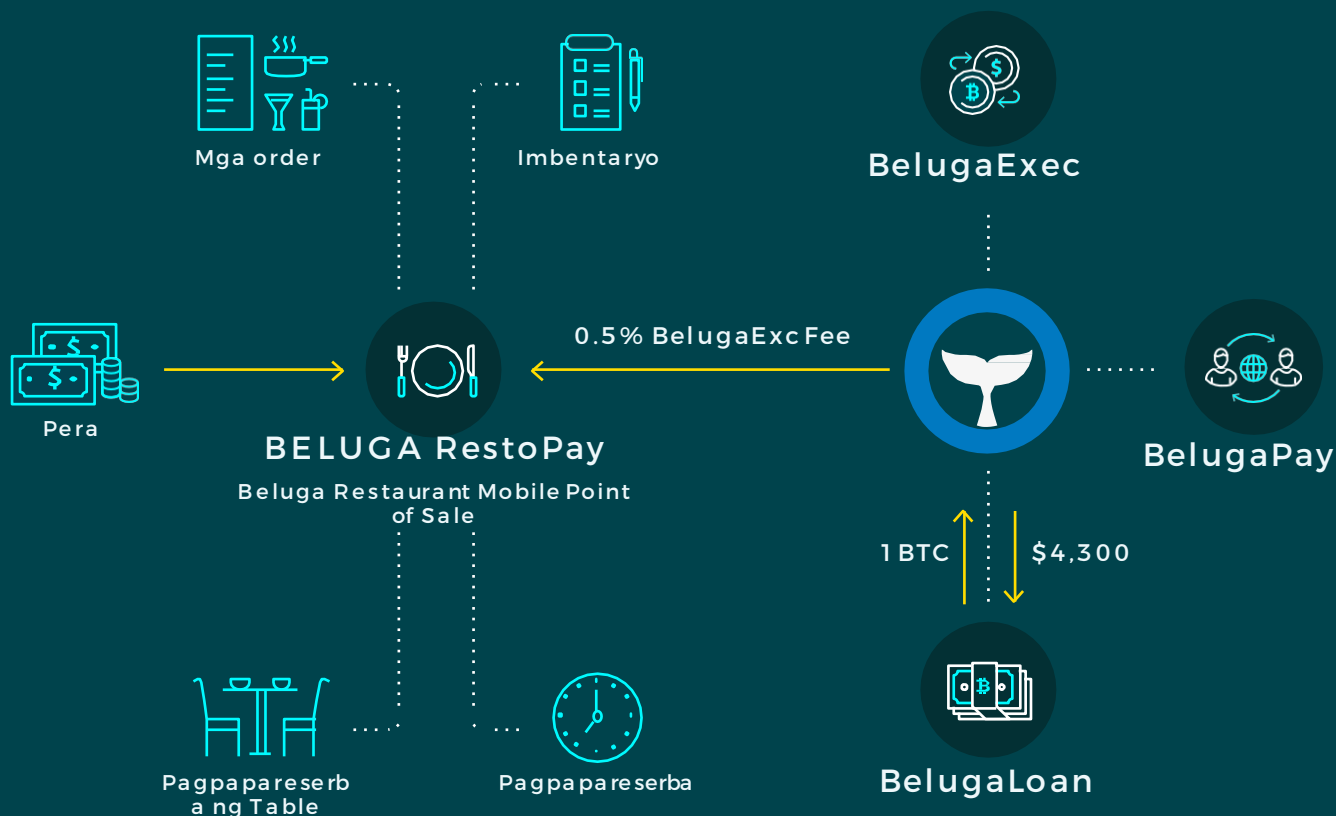 Mga order
Imbentaryo
BelugaExec
0.5% BelugaExc Fee
Pera
BELUGA RestoPay
BelugaPay
Beluga Restaurant Mobile Point
of Sale
1 BTC
$4,300
Pagpapareserb
a ng Table
Pagpapareserba
BelugaLoan